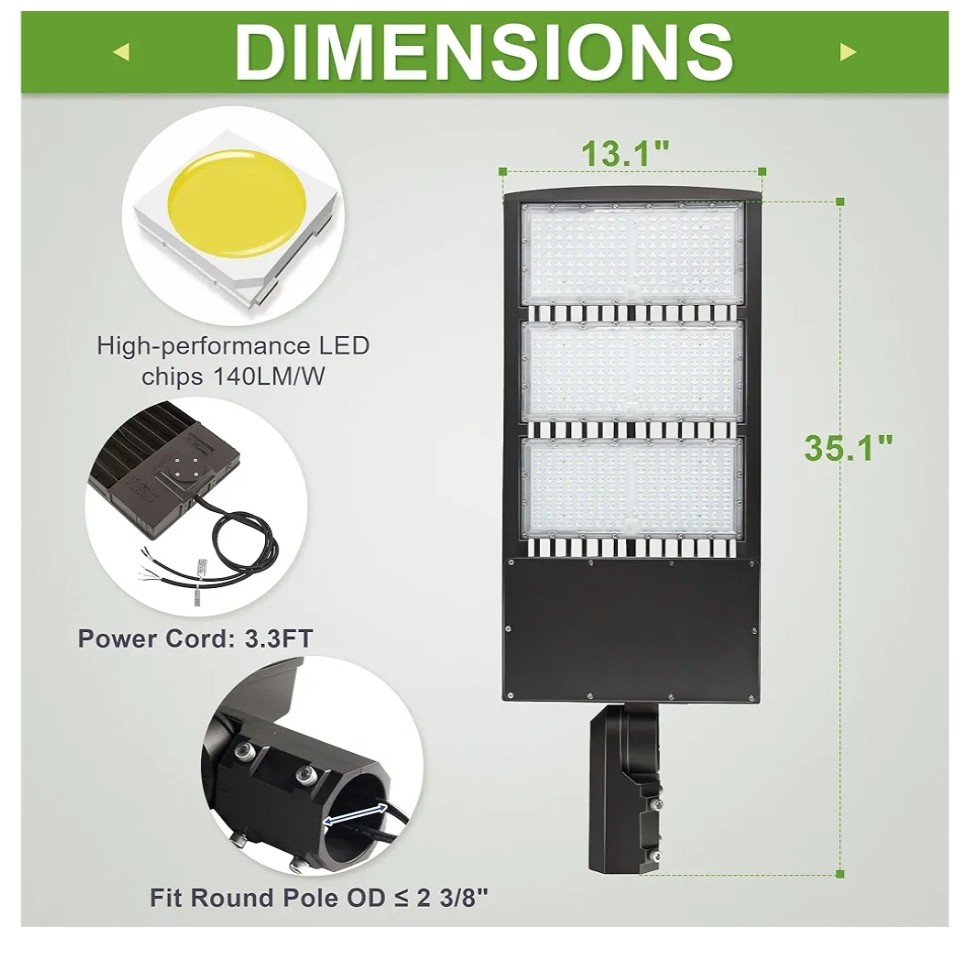 DIMENSIONS
13.1"
35.1"
High-performance LED
chips 140LM/W
Power Cord: 3.3FT
Fit Round Pole OD ≤ 2 3/8"